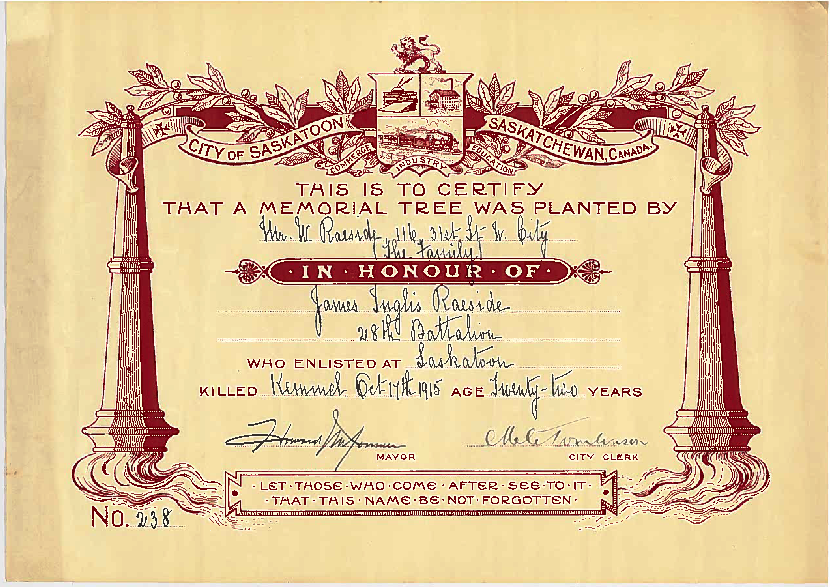 CITY OF SASKATOON SASKATCHEWAN, CANADA
COMMERCE INDUSTRY EDUCATION
THIS IS TO CERTIFY
THAT A MEMORIAL TREE WAS PLANTED BY
Mr. W. Raeside 116 31st St W. City
(The Family)
· IN · HONOUR · OF ·
James Inglis Raeside
28th Battalion
WHO ENLISTED AT Saskatoon
KILLED Kemmel Oct 17th 1915 AGE Twenty-two YEARS
MAYOR CITY CLERK
· LET · THOSE · WHO · COME · AFTER · SEE · TO · IT ·
· THAT · THIS · NAME · BE · NOT · FORGOTTEN ·
No. 238